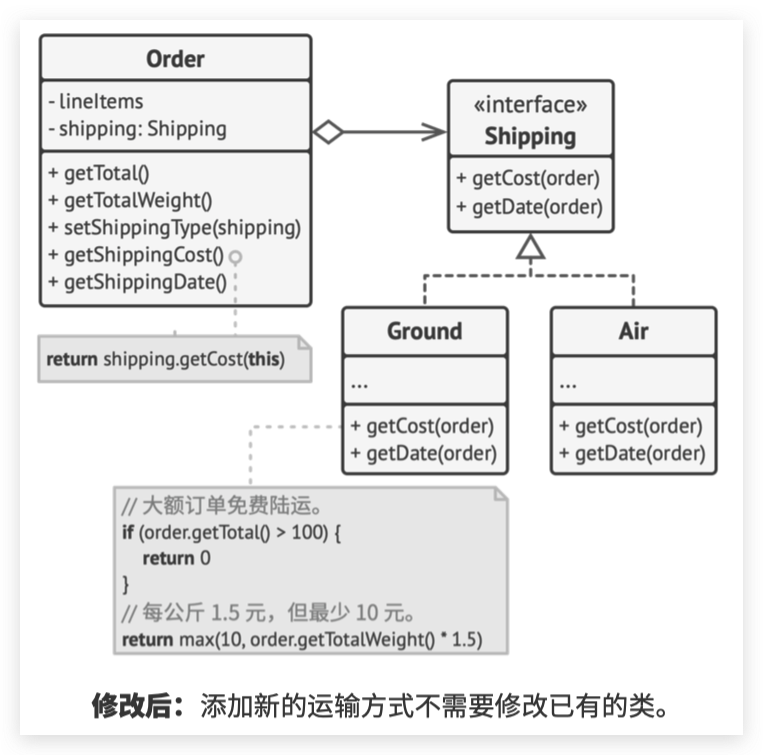 Order
- lineItems
- shipping: Shipping
+ getTotal()
+ getTotalWeight()
+ setShippingType(shipping)
+ getShippingCost()
+ getShippingDate()
return shipping.getCost(this)
«interface»
Shipping
+ getCost(order)
+ getDate(order)
Ground
...
+ getCost(order)
+ getDate(order)
Air
...
+ getCost(order)
+ getDate(order)
// 大额订单免费陆运。
if (order.getTotal() > 100) {
return 0
}
// 每公斤 1.5 元，但最少 10 元。
return max(10, order.getTotalWeight() * 1.5)
修改后：添加新的运输方式不需要修改已有的类。